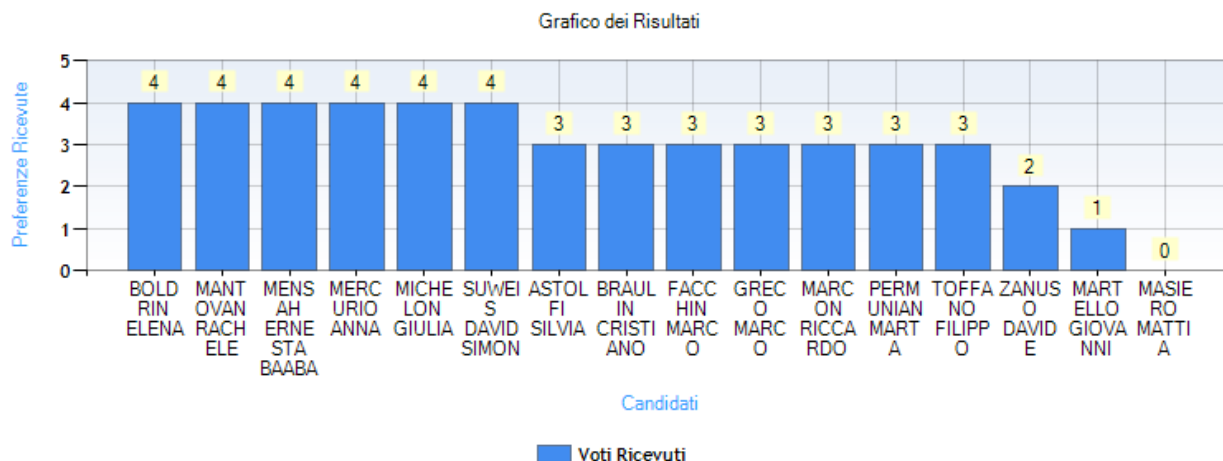 Grafico dei Risultati
Preferenze Ricevute
5
4
3
2
1
0
4
4
4
4
4
4
3
3
3
3
3
3
3
2
1
0
BOLD
RIN
ELENA
MANT
OVAN
RACH
ELE
MENS
AH
ERNE
STA
BAABA
MERC
URIO
ANNA
MICHE
LON
GIULIA
SUWEI
S
DAVID
SIMON
ASTOL
FI
SILVIA
BRAUL
IN
CRISTI
ANO
FACC
HIN
MARC
O
GREC
O
MARC
O
MARC
ON
RICCA
RDO
PERM
UNIAN
MART
A
TOFFA
NO
FILIPP
O
ZANUS
O
DAVID
E
MART
ELLO
GIOVA
NNI
MASIE
RO
MATTI
A
Candidati
Voti Ricevuti